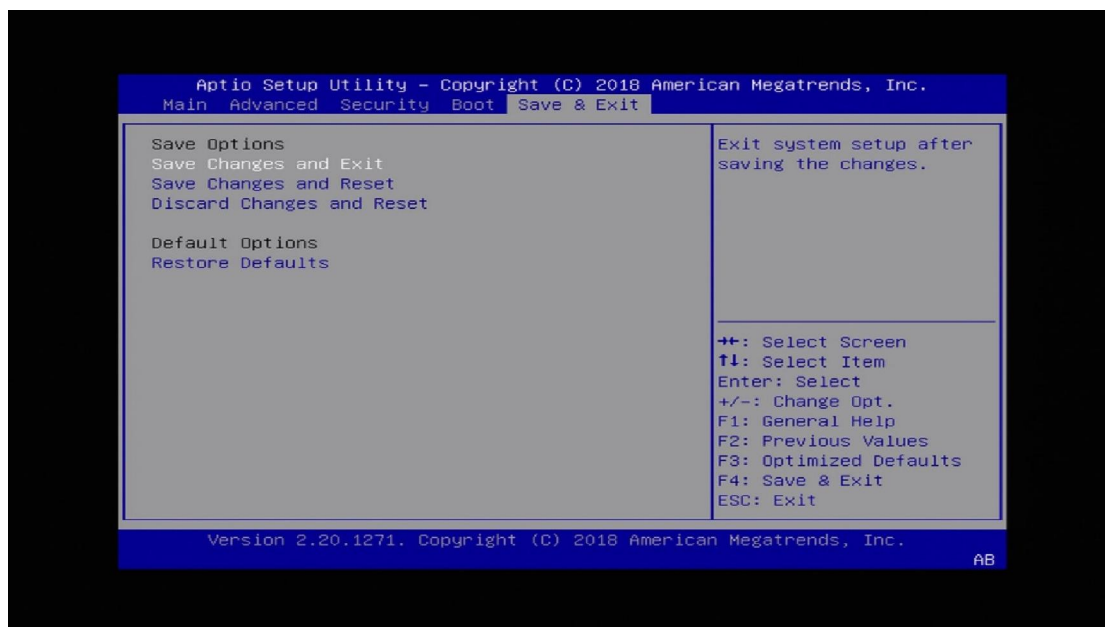 Aptio Setup Utility – Copyright (C) 2018 American Megatrends, Inc.
Main Advanced Security Boot Save & Exit
Save Options
Save Changes and Exit
Save Changes and Reset
Discard Changes and Reset
Default Options
Restore Defaults
Exit system setup after
saving the changes.
→←: Select Screen
↑↓: Select Item
Enter: Select
+/-: Change Opt.
F1: General Help
F2: Previous Values
F3: Optimized Defaults
F4: Save & Exit
ESC: Exit
Version 2.20.1271. Copyright (C) 2018 American Megatrends, Inc.
AB